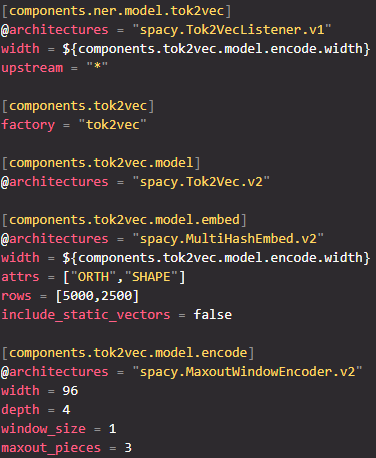 [components.ner.model.tok2vec]
@architectures = "spacy.Tok2VecListener.v1"
width = ${components.tok2vec.model.encode.width}
upstream = "*"
[components.tok2vec]
factory = "tok2vec"
[components.tok2vec.model]
@architectures = "spacy.Tok2Vec.v2"
[components.tok2vec.model.embed]
@architectures = "spacy.MultiHashEmbed.v2"
width = ${components.tok2vec.model.encode.width}
attrs = ["ORTH","SHAPE"]
rows = [5000,2500]
include_static_vectors = false
[components.tok2vec.model.encode]
@architectures = "spacy.MaxoutWindowEncoder.v2"
width = 96
depth = 4
window_size = 1
maxout_pieces = 3